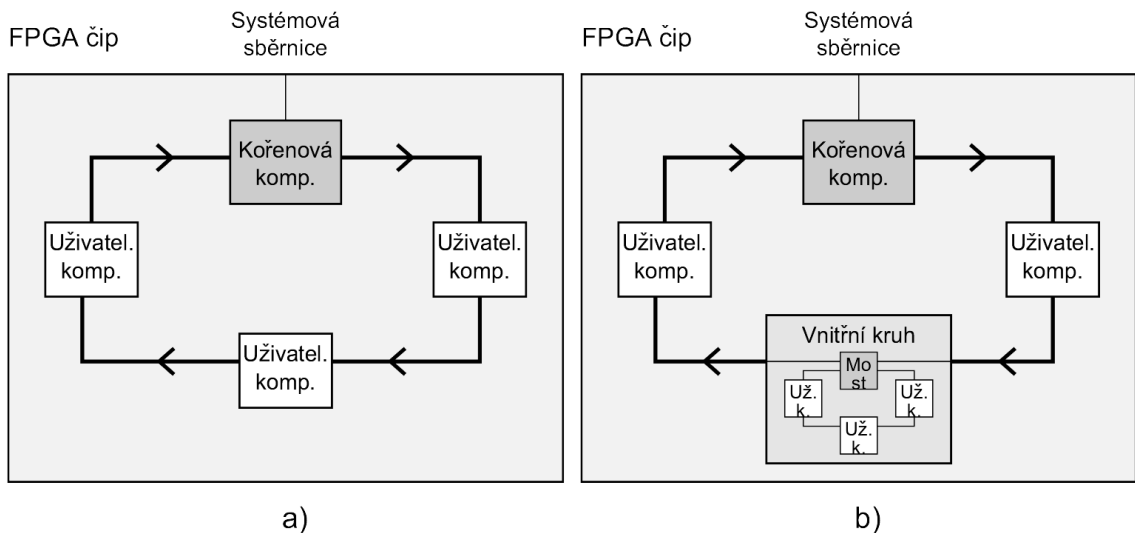 FPGA čip
Systémová
sběrnice
Kořenová
komp.
Uživatel.
komp.
Uživatel.
komp.
Uživatel.
komp.
a)
FPGA čip
Systémová
sběrnice
Kořenová
komp.
Uživatel.
komp.
Uživatel.
komp.
Vnitřní kruh
Mo
st
Už.
k.
Už.
k.
Už.
k.
b)